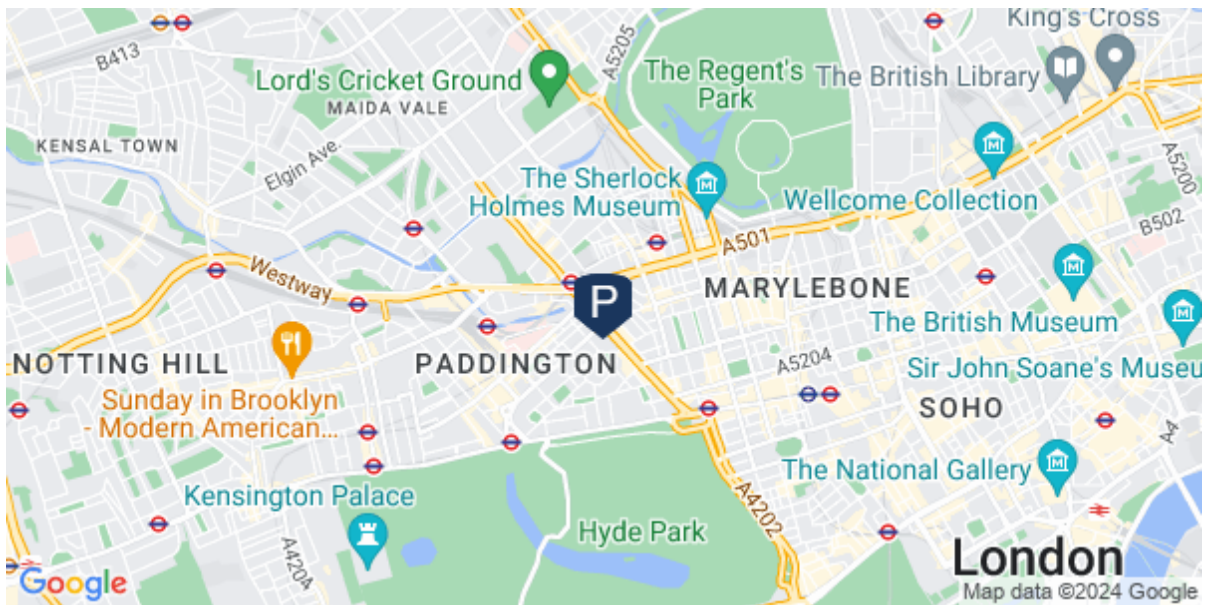 King's Cross
B413
A5205
Lord's Cricket Ground
MAIDA VALE
The Regent's
Park
The British Library
KENSAL TOWN
Elgin Ave.
A5200
The Sherlock
Holmes Museum
Wellcome Collection
B502
A501
Westway
P
MARYLEBONE
The British Museum
NOTTING HILL
PADDINGTON
A5204
Sir John Soane's Museu
Sunday in Brooklyn
- Modern American...
SOHO
A4
The National Gallery
Kensington Palace
A4202
Hyde Park
A4204
London
Google
Map data ©2024 Google